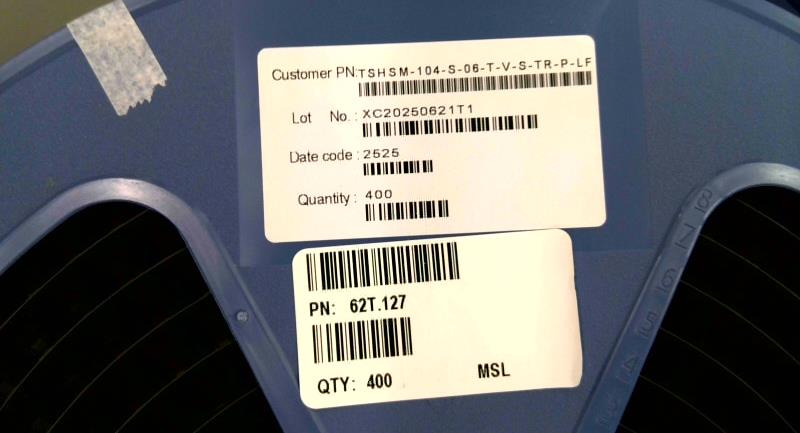 Customer PN:TSHSM-104-S-06-T-V-S-TR-P-LF
Lot No.: XC20250621T1
Date code: 2525
Quantity: 400
PN: 62T.127
QTY: 400 MSL